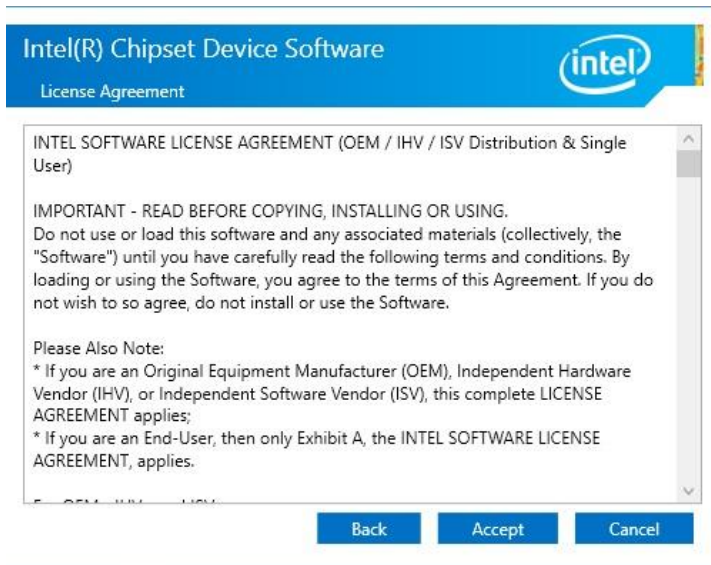 Intel(R) Chipset Device Software
intel
License Agreement
INTEL SOFTWARE LICENSE AGREEMENT (OEM / IHV / ISV Distribution & Single
User)
IMPORTANT - READ BEFORE COPYING, INSTALLING OR USING.
Do not use or load this software and any associated materials (collectively, the
"Software") until you have carefully read the following terms and conditions. By
loading or using the Software, you agree to the terms of this Agreement. If you do
not wish to so agree, do not install or use the Software.
Please Also Note:
* If you are an Original Equipment Manufacturer (OEM), Independent Hardware
Vendor (IHV), or Independent Software Vendor (ISV), this complete LICENSE
AGREEMENT applies;
* If you are an End-User, then only Exhibit A, the INTEL SOFTWARE LICENSE
AGREEMENT, applies.
Back Accept Cancel